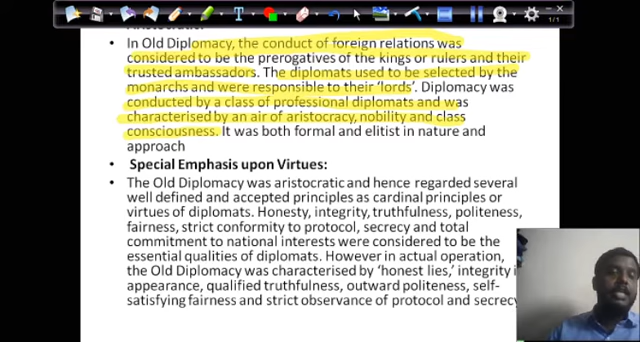 • In Old Diplomacy, the conduct of foreign relations was
considered to be the prerogatives of the kings or rulers and their
trusted ambassadors. The diplomats used to be selected by the
monarchs and were responsible to their ‘lords’. Diplomacy was
conducted by a class of professional diplomats and was
characterised by an air of aristocracy, nobility and class
consciousness. It was both formal and elitist in nature and
approach
• Special Emphasis upon Virtues:
• The Old Diplomacy was aristocratic and hence regarded several
well defined and accepted principles as cardinal principles or
virtues of diplomats. Honesty, integrity, truthfulness, politeness,
fairness, strict conformity to protocol, secrecy and total
commitment to national interests were considered to be the
essential qualities of diplomats. However in actual operation,
the Old Diplomacy was characterised by ‘honest lies,’ integrity
appearance, qualified truthfulness, outward politeness, self-
satisfying fairness and strict observance of protocol and secrecy
1/1